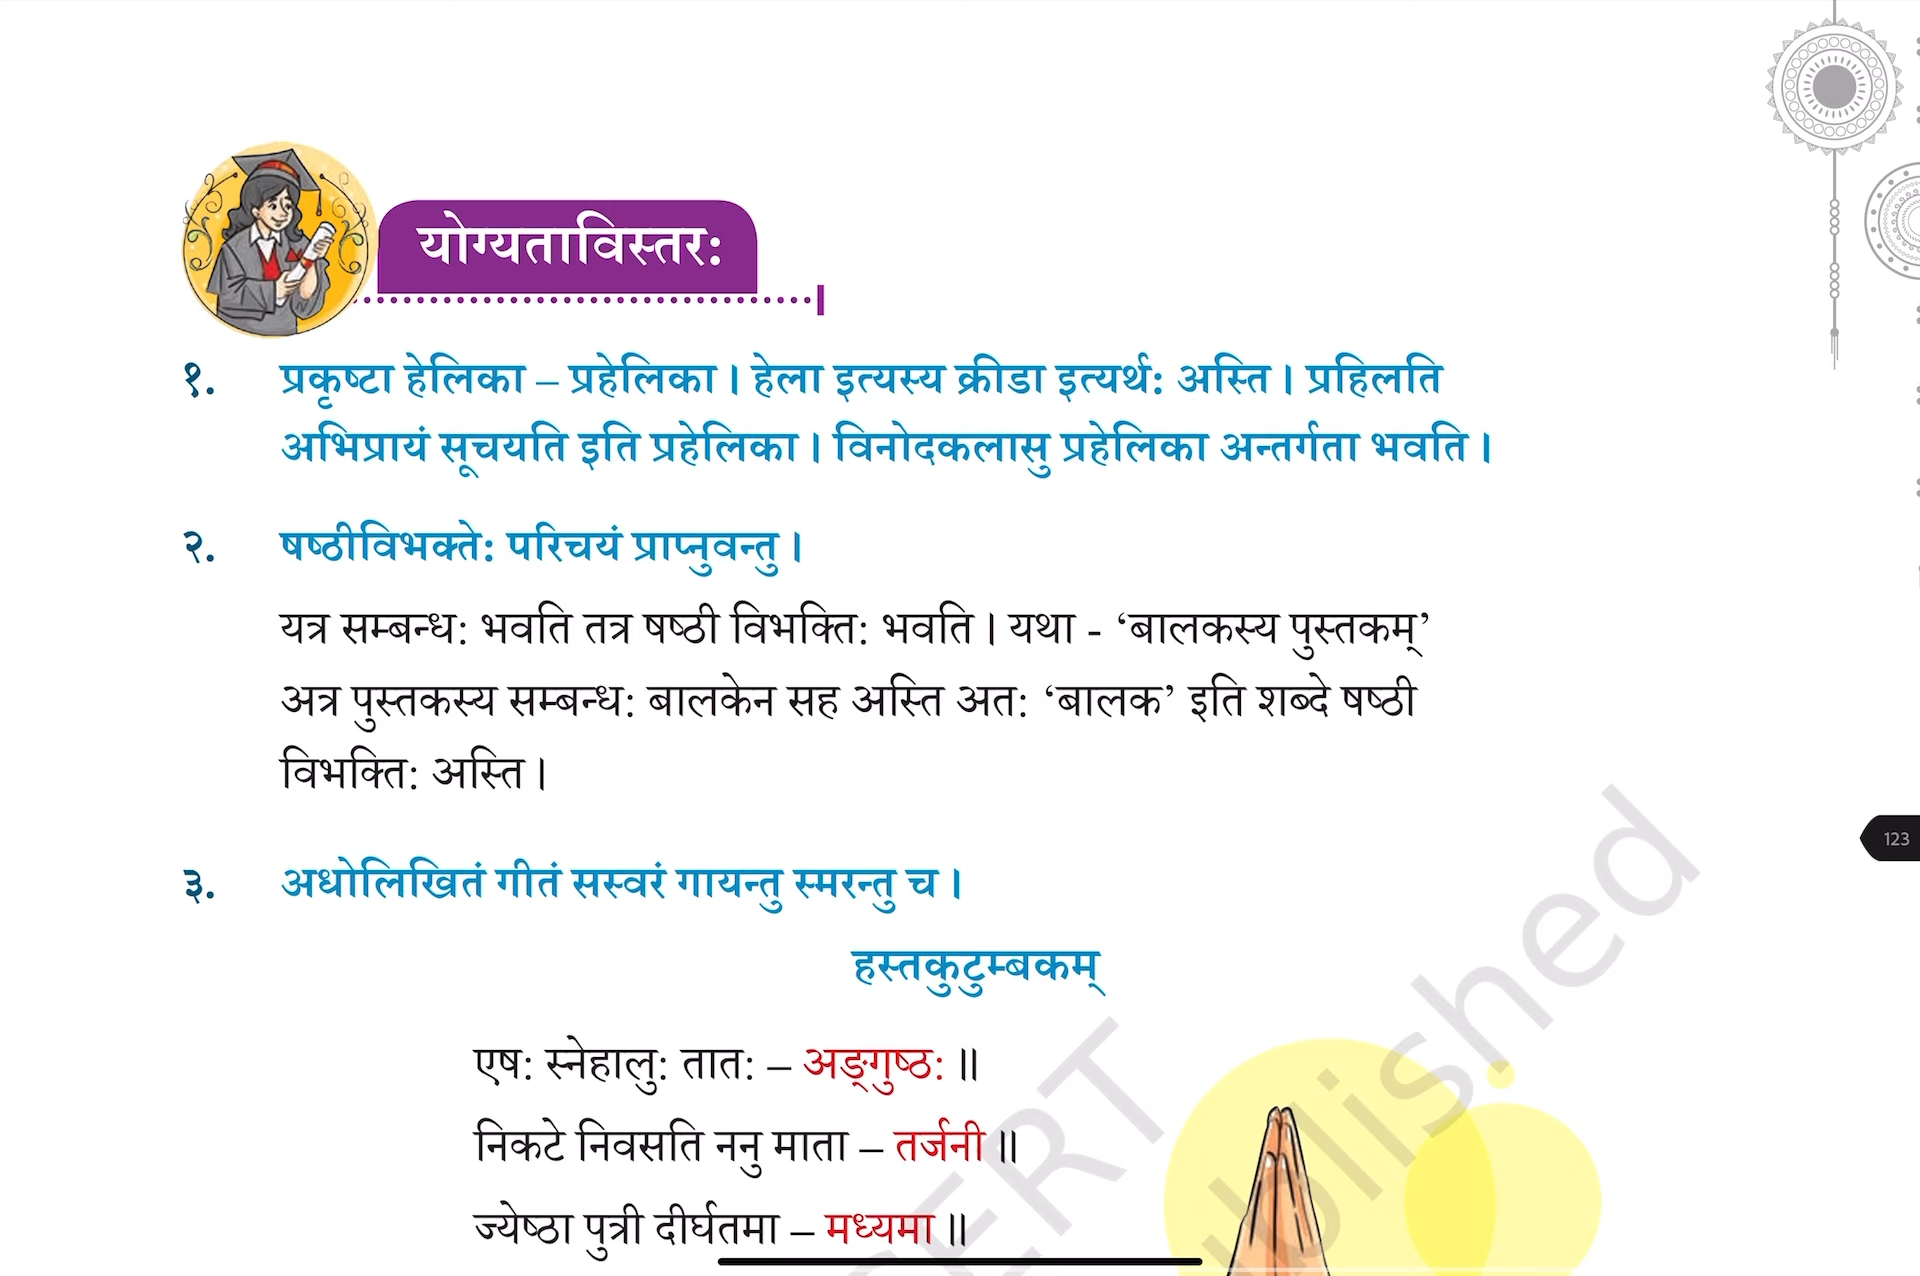 योग्यताविस्तर:
१. प्रकृष्टा हेलिका – प्रहेलिका। हेला इत्यस्य क्रीडा इत्यर्थ: अस्ति। प्रहिलति
अभिप्रायं सूचयति इति प्रहेलिका। विनोदकलासु प्रहेलिका अन्तर्गता भवति।
२. षष्ठीविभक्ते: परिचयं प्राप्नुवन्तु।
यत्र सम्बन्ध: भवति तत्र षष्ठी विभक्ति: भवति। यथा - ‘बालकस्य पुस्तकम्’
अत्र पुस्तकस्य सम्बन्ध: बालकेन सह अस्ति अत: ‘बालक’ इति शब्दे षष्ठी
विभक्ति: अस्ति।
123
३. अधोलिखितं गीतं सस्वरं गायन्तु स्मरन्तु च।
हस्तकुटुम्बकम्
एष: स्नेहालु: तात: – अङ्गुष्ठ: ॥
निकटे निवसति ननु माता – तर्जनी ॥
ज्येष्ठा पुत्री दीर्घतमा – मध्यमा ॥